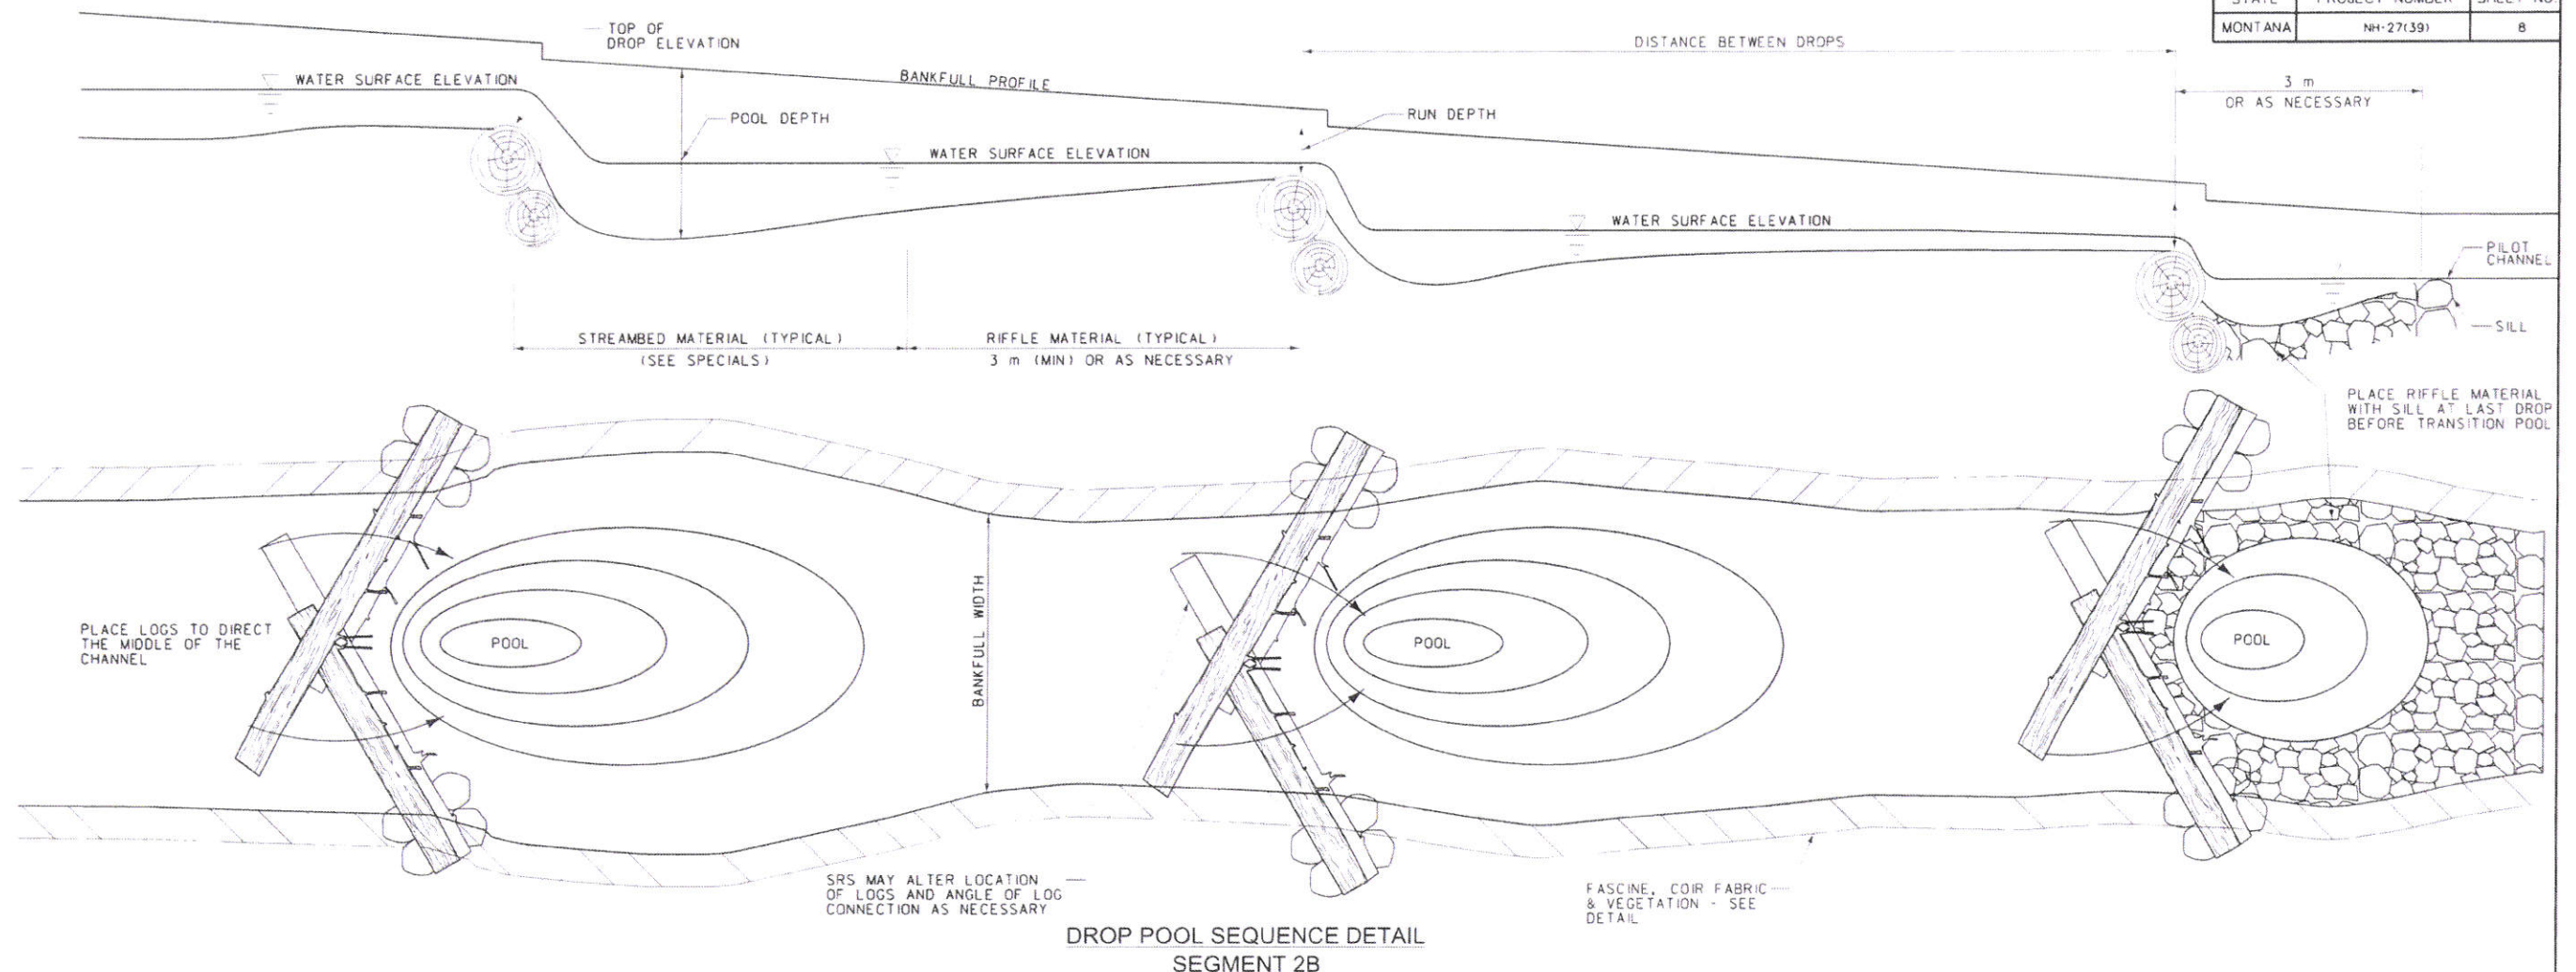 STATE PROJECT NUMBER SHEET NO.
MONTANA NH-27(39) 8
TOP OF
DROP ELEVATION
DISTANCE BETWEEN DROPS
WATER SURFACE ELEVATION
BANKFULL PROFILE
3 m
OR AS NECESSARY
POOL DEPTH
RUN DEPTH
WATER SURFACE ELEVATION
WATER SURFACE ELEVATION
PILOT
CHANNEL
SILL
STREAMBED MATERIAL (TYPICAL)
(SEE SPECIALS)
RIFFLE MATERIAL (TYPICAL)
3 m (MIN) OR AS NECESSARY
PLACE RIFFLE MATERIAL
WITH SILL AT LAST DROP
BEFORE TRANSITION POOL
PLACE LOGS TO DIRECT
THE MIDDLE OF THE
CHANNEL
POOL
BANKFULL WIDTH
POOL
POOL
SRS MAY ALTER LOCATION
OF LOGS AND ANGLE OF LOG
CONNECTION AS NECESSARY
FASCINE, COIR FABRIC
& VEGETATION - SEE
DETAIL
DROP POOL SEQUENCE DETAIL
SEGMENT 2B